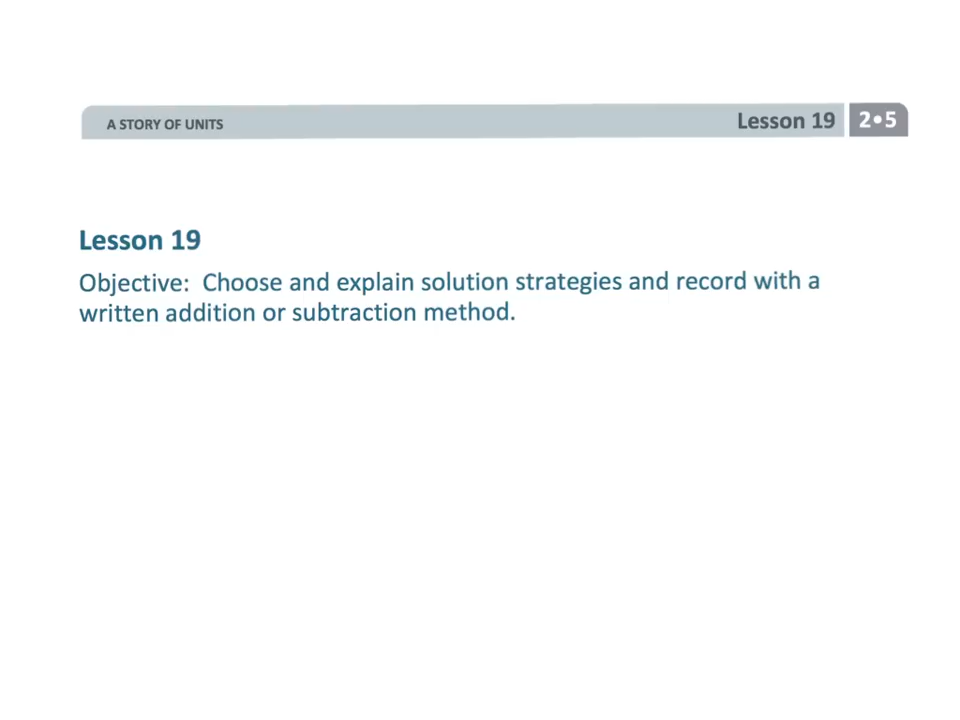 A STORY OF UNITS
Lesson 19 2•5
Lesson 19
Objective: Choose and explain solution strategies and record with a
written addition or subtraction method.